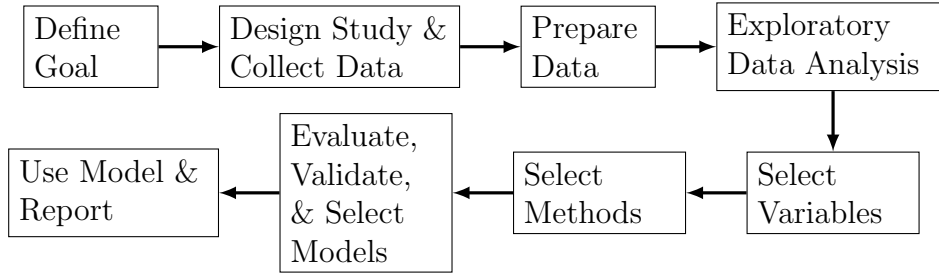 Define
Goal
Design Study &
Collect Data
Prepare
Data
Exploratory
Data Analysis
Select
Variables
Select
Methods
Evaluate,
Validate,
& Select
Models
Use Model &
Report